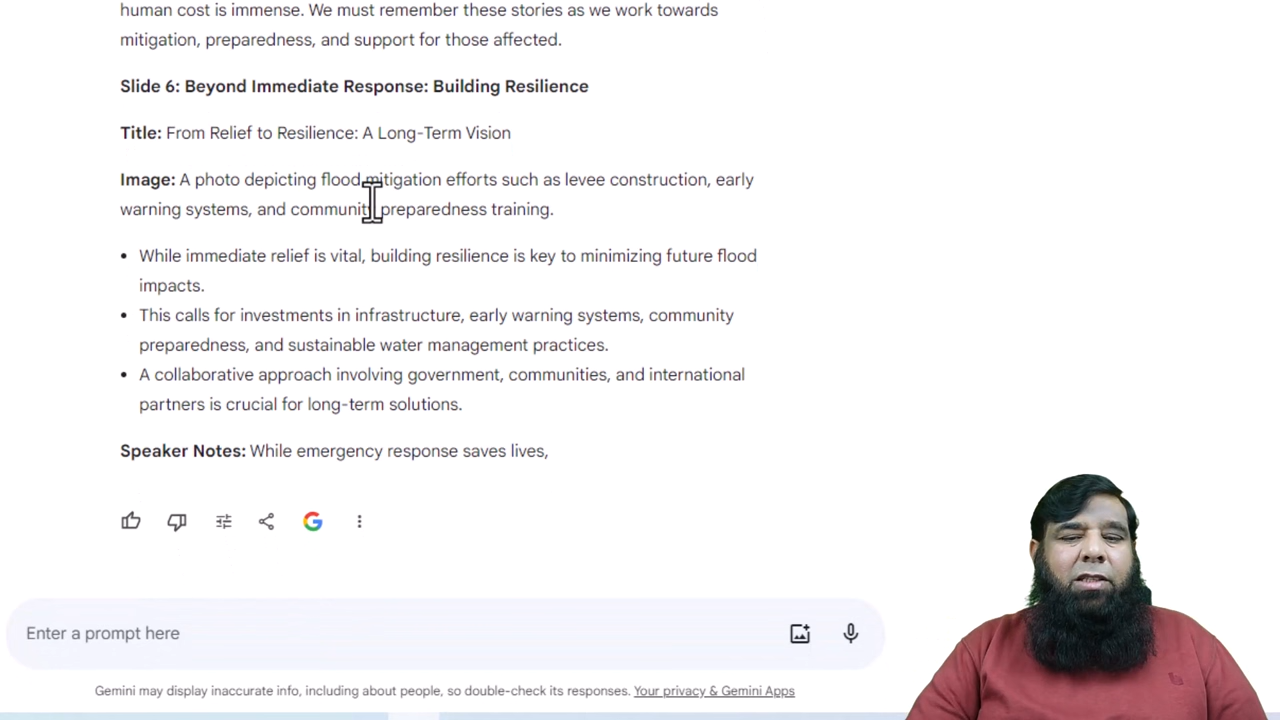 human cost is immense. We must remember these stories as we work towards
mitigation, preparedness, and support for those affected.
Slide 6: Beyond Immediate Response: Building Resilience
Title: From Relief to Resilience: A Long-Term Vision
Image: A photo depicting flood mitigation efforts such as levee construction, early
warning systems, and community preparedness training.
• While immediate relief is vital, building resilience is key to minimizing future flood
impacts.
• This calls for investments in infrastructure, early warning systems, community
preparedness, and sustainable water management practices.
• A collaborative approach involving government, communities, and international
partners is crucial for long-term solutions.
Speaker Notes: While emergency response saves lives,
Enter a prompt here
Gemini may display inaccurate info, including about people, so double-check its responses. Your privacy & Gemini Apps